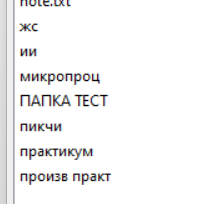 note.txt
жс
ии
микропроц
ПАПКА ТЕСТ
пикчи
практикум
произв практ